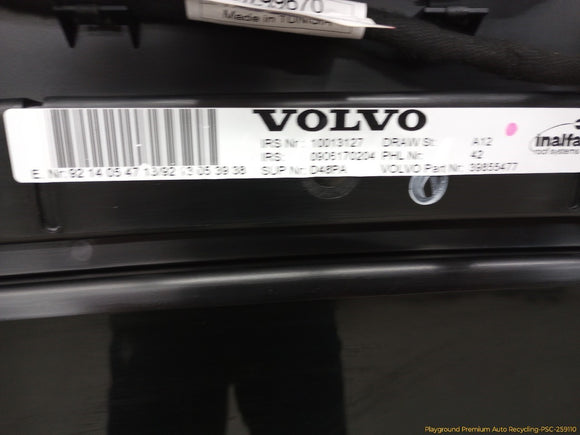 Made in TUNISIA
VOLVO
IRS Nr: 10013127 DRAW St: A12
IRS: 0906170204 PHL Nr: 42
E. Nr: 92 14 05 47 13/92 13 05 39 38 SUP Nr: D48PA VOLVO Part Nr: 39855477
inalfa
roof systems
Playground Premium Auto Recycling-PSC-259110